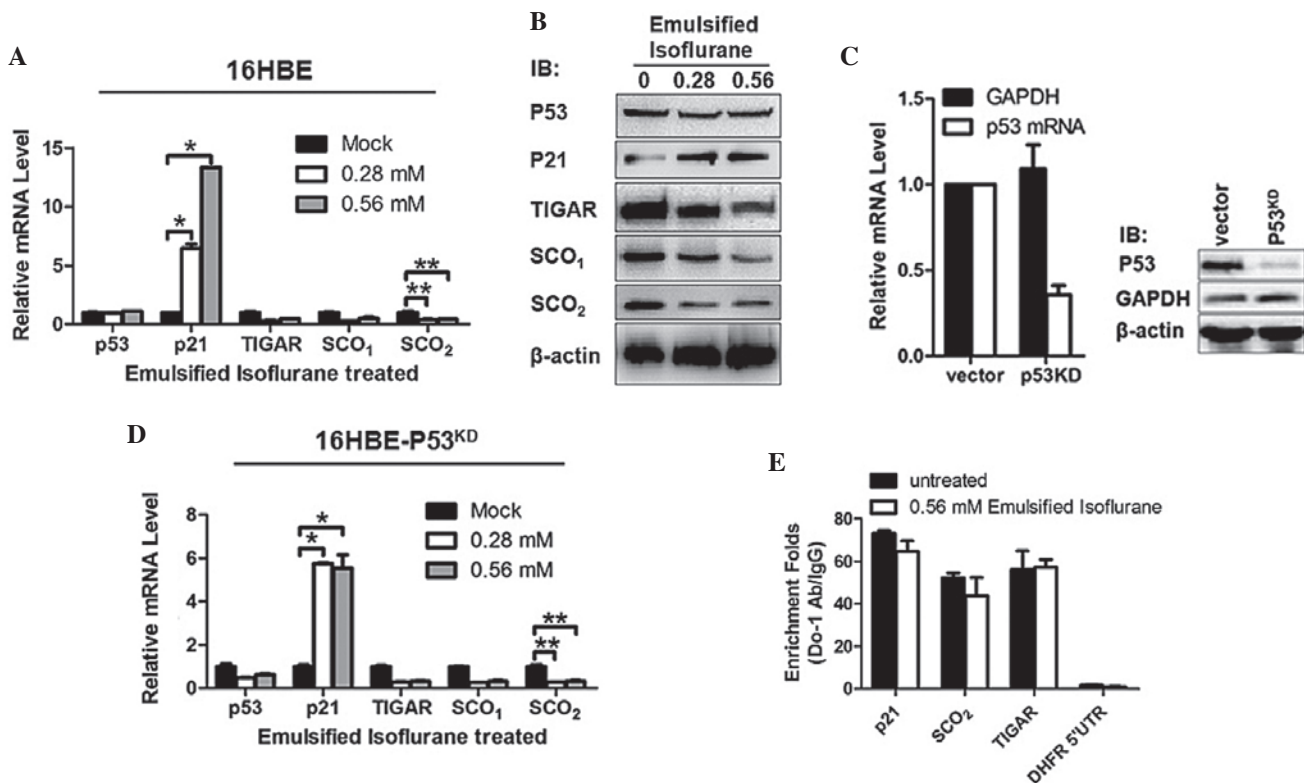 A
16HBE
Relative mRNA Level
15
10
5
0
Mock
0.28 mM
0.56 mM
*
*
**
**
p53
p21
TIGAR
SCO₁
SCO₂
Emulsified Isoflurane treated
B
Emulsified
Isoflurane
IB:
0 0.28 0.56
P53
P21
TIGAR
SCO₁
SCO₂
β-actin
C
Relative mRNA Level
1.5
1.0
0.5
0.0
GAPDH
p53 mRNA
vector
p53KD
IB:
vector
P53ᴷᴰ
P53
GAPDH
β-actin
D
16HBE-P53ᴷᴰ
Relative mRNA Level
8
6
4
2
0
Mock
0.28 mM
0.56 mM
*
*
**
**
p53
p21
TIGAR
SCO₁
SCO₂
Emulsified Isoflurane treated
E
untreated
0.56 mM Emulsified Isoflurane
Enrichment Folds
(Do-1 Ab/IgG)
80
60
40
20
0
p21
SCO₂
TIGAR
DHFR 5'UTR